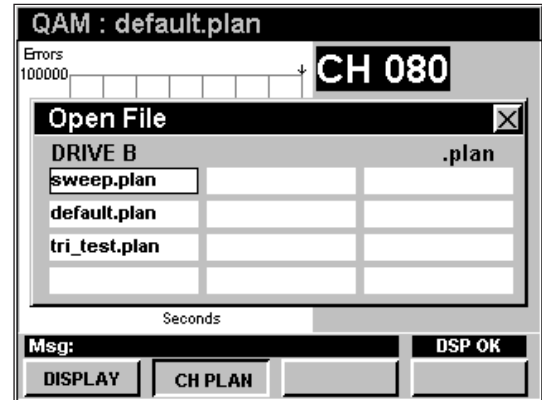 QAM : default.plan
Errors
100000
CH 080
Open File
DRIVE B .plan
sweep.plan
default.plan
tri_test.plan
Seconds
Msg: DSP OK
DISPLAY CH PLAN